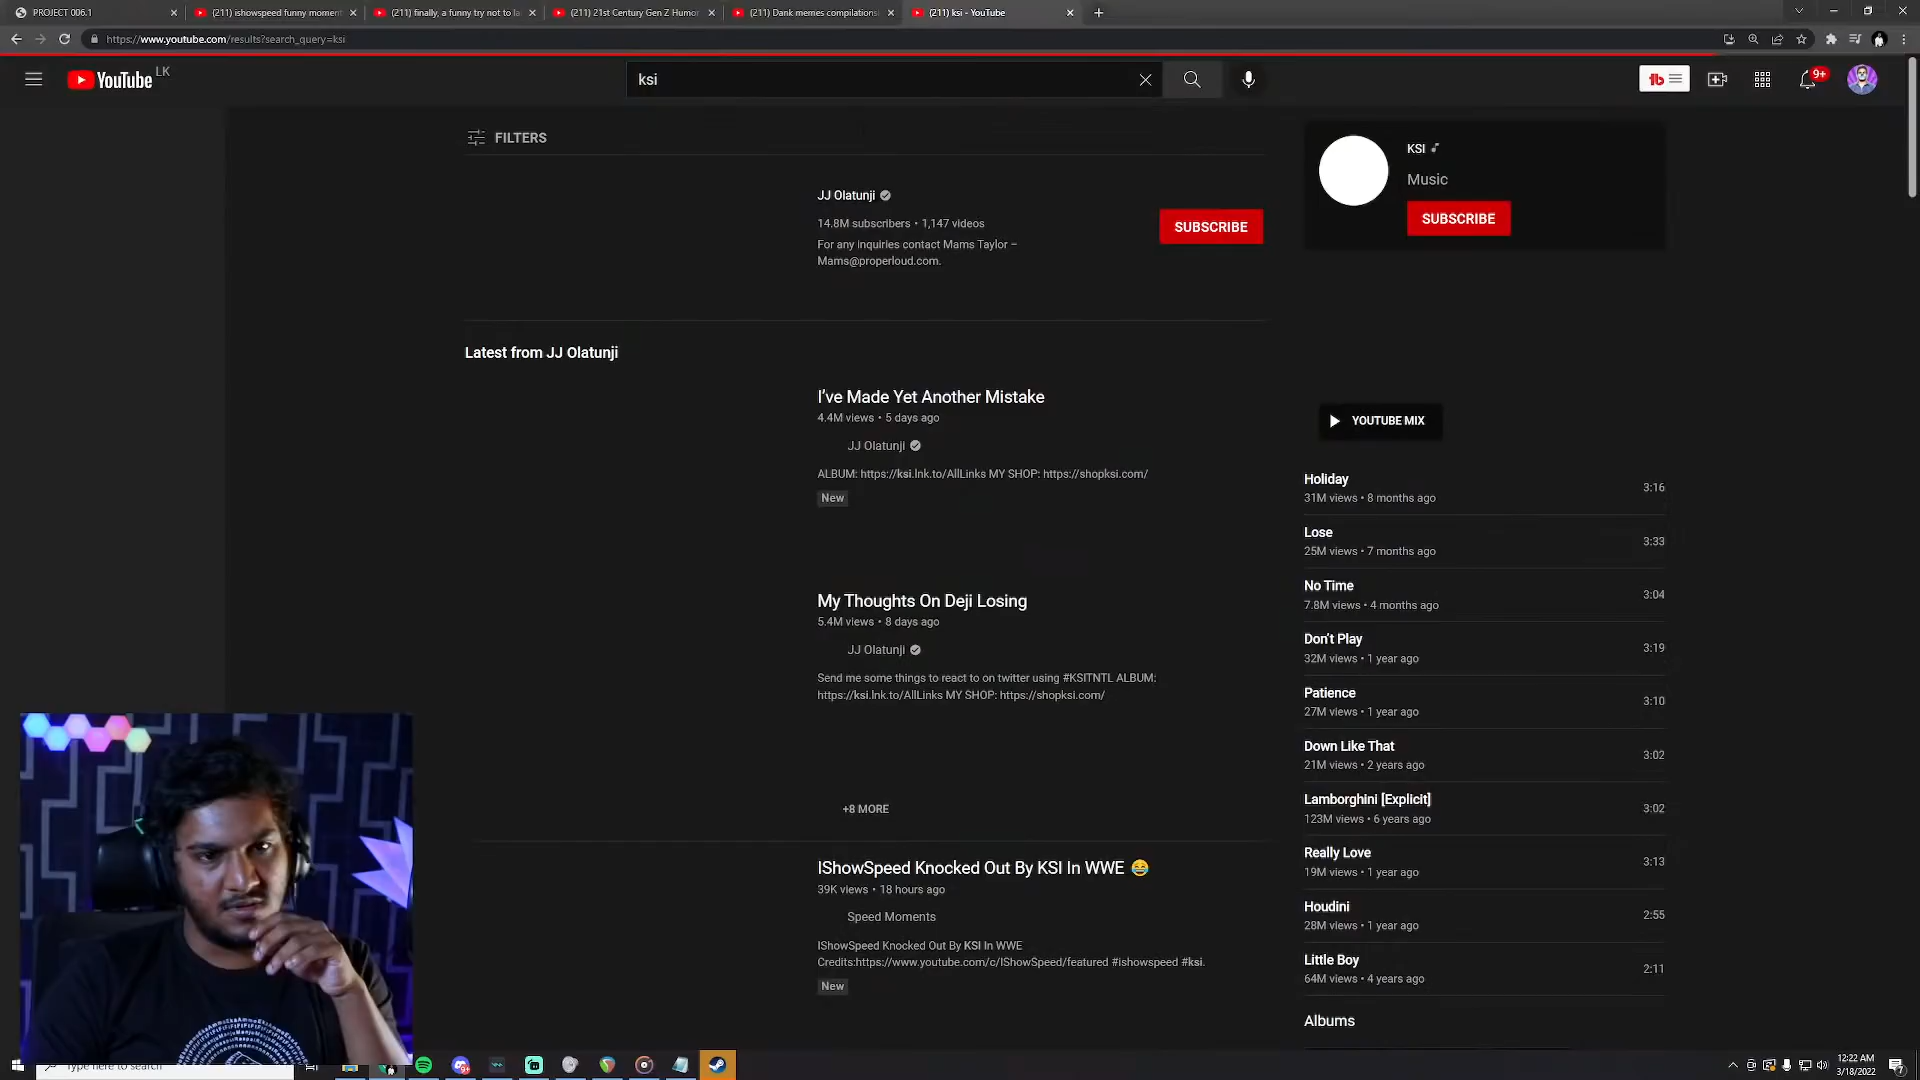 PROJECT 006.1
(211) ishowspeed funny moment
(211) finally, a funny try not to la
(211) 21st Century Gen Z Humo
(211) Dank memes compilation
(211) ksi - YouTube
https://www.youtube.com/results?search_query=ksi
YouTube LK
ksi
9+
FILTERS
JJ Olatunji
14.8M subscribers • 1,147 videos
For any inquiries contact Mams Taylor –
Mams@properloud.com.
SUBSCRIBE
KSI
Music
SUBSCRIBE
Latest from JJ Olatunji
I've Made Yet Another Mistake
4.4M views • 5 days ago
JJ Olatunji
ALBUM: https://ksi.lnk.to/AllLinks MY SHOP: https://shopksi.com/
New
My Thoughts On Deji Losing
5.4M views • 8 days ago
JJ Olatunji
Send me some things to react to on twitter using #KSITNTL ALBUM:
https://ksi.lnk.to/AllLinks MY SHOP: https://shopksi.com/
+8 MORE
IShowSpeed Knocked Out By KSI In WWE 😂
39K views • 18 hours ago
Speed Moments
IShowSpeed Knocked Out By KSI In WWE
Credits:https://www.youtube.com/c/IShowSpeed/featured #ishowspeed #ksi.
New
YOUTUBE MIX
Holiday
31M views • 8 months ago
3:16
Lose
25M views • 7 months ago
3:33
No Time
7.8M views • 4 months ago
3:04
Don't Play
32M views • 1 year ago
3:19
Patience
27M views • 1 year ago
3:10
Down Like That
21M views • 2 years ago
3:02
Lamborghini [Explicit]
123M views • 6 years ago
3:02
Really Love
19M views • 1 year ago
3:13
Houdini
28M views • 1 year ago
2:55
Little Boy
64M views • 4 years ago
2:11
Albums
Type here to search
12:22 AM
3/18/2022